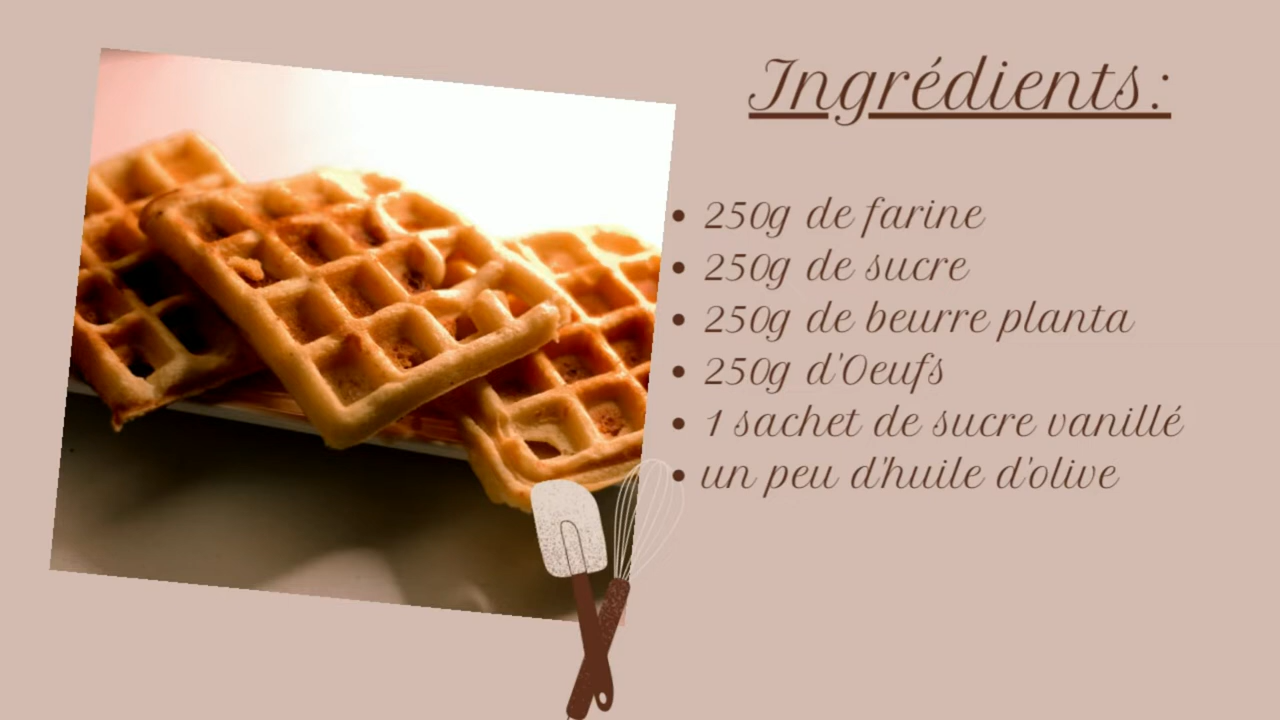 Ingrédients:
• 250g de farine
• 250g de sucre
• 250g de beurre planta
• 250g d'Oeufs
• 1 sachet de sucre vanillé
• un peu d'huile d'olive